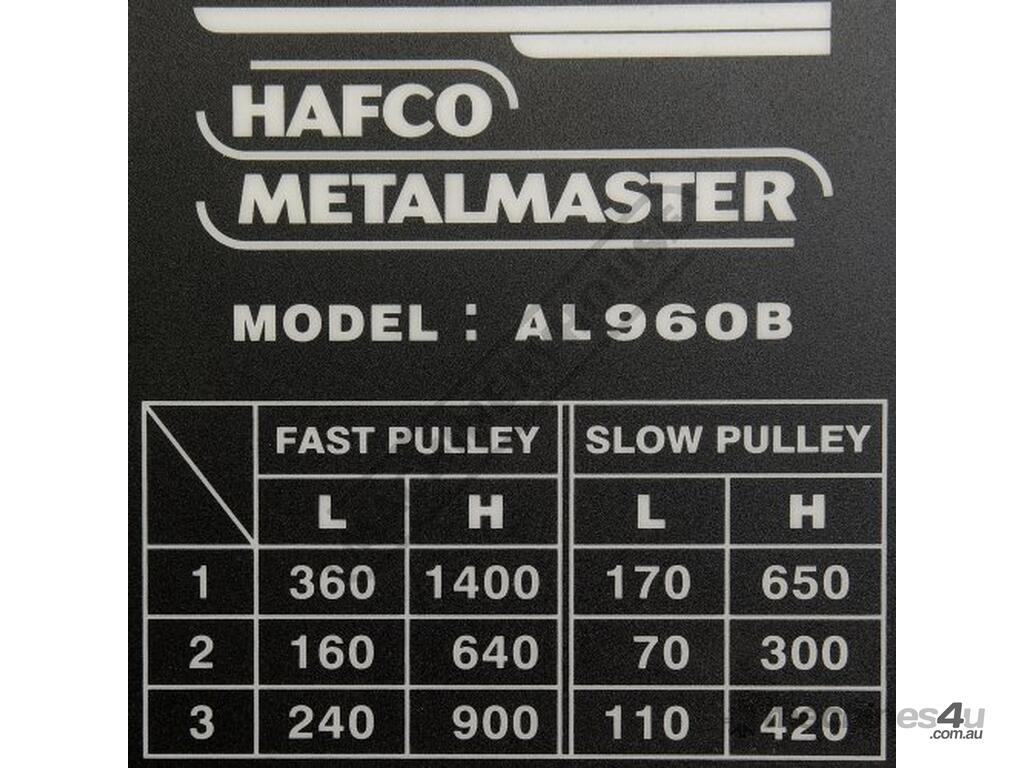 HAFCO
METALMASTER
MODEL : AL960B
FAST PULLEY SLOW PULLEY
L H L H
1 360 1400 170 650
2 160 640 70 300
3 240 900 110 420
4u
.com.au